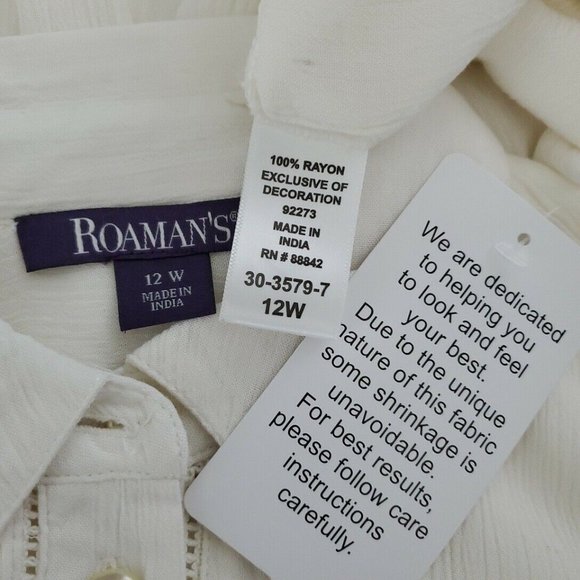 ROAMAN'S®
12 W
MADE IN
INDIA
100% RAYON
EXCLUSIVE OF
DECORATION
92273
MADE IN
INDIA
RN # 88842
30-3579-7
12W
We are dedicated
to helping you
to look and feel
your best.
Due to the unique
nature of this fabric
some shrinkage is
unavoidable.
For best results,
please follow care
instructions
carefully.